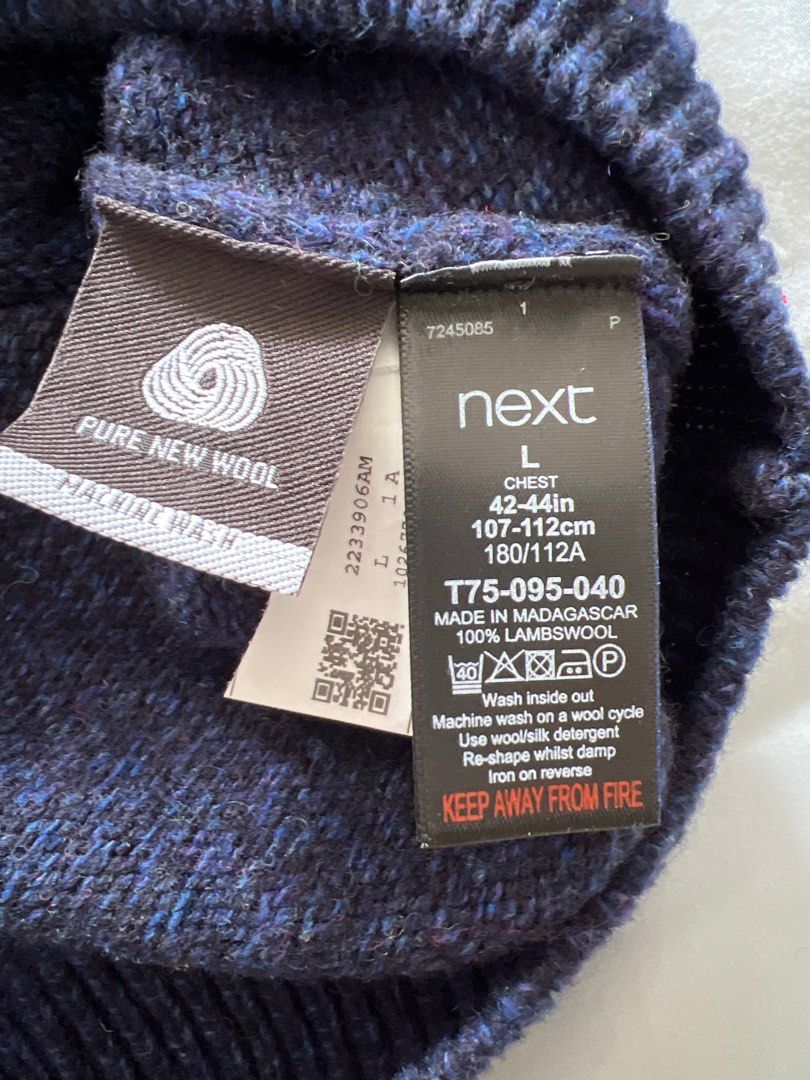 PURE NEW WOOL
MACHINE WASH
2233906AM
L 1A
7245085
1
P
next
L
CHEST
42-44in
107-112cm
180/112A
T75-095-040
MADE IN MADAGASCAR
100% LAMBSWOOL
40
P
Wash inside out
Machine wash on a wool cycle
Use wool/silk detergent
Re-shape whilst damp
Iron on reverse
KEEP AWAY FROM FIRE